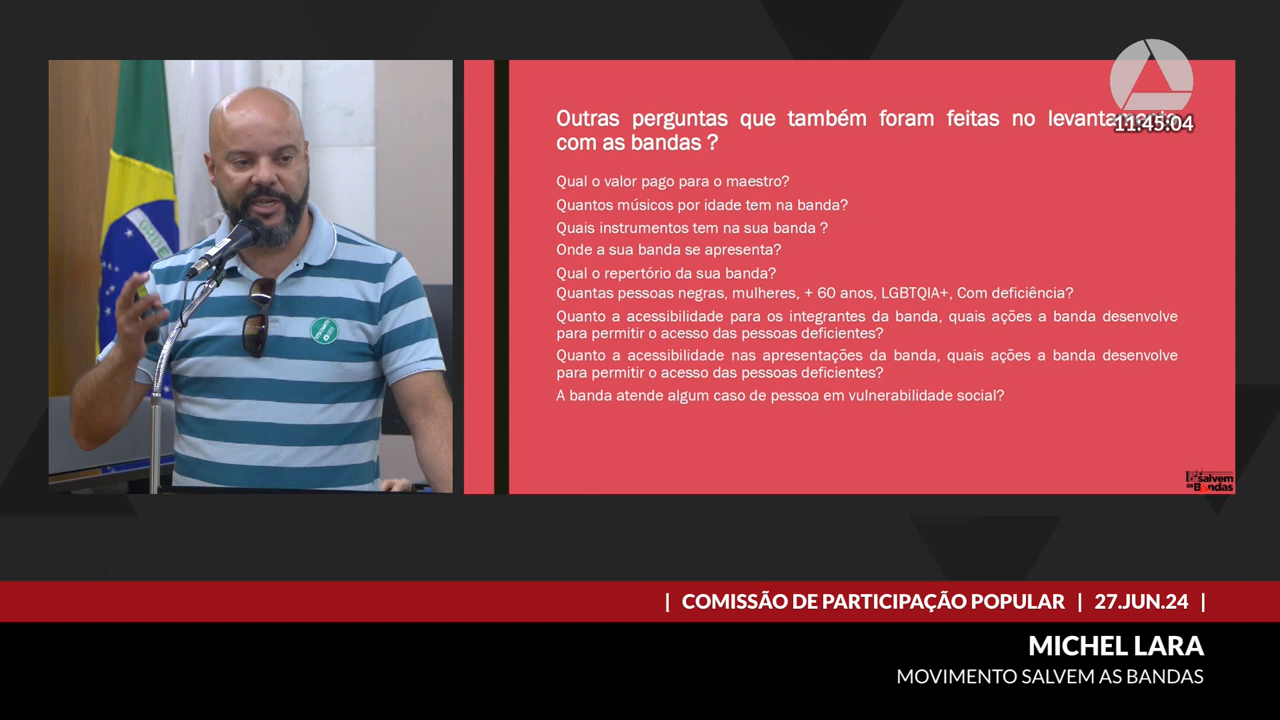 Outras perguntas que também foram feitas no
com as bandas ?
11:45:04
Qual o valor pago para o maestro?
Quantos músicos por idade tem na banda?
Quais instrumentos tem na sua banda ?
Onde a sua banda se apresenta?
Qual o repertório da sua banda?
Quantas pessoas negras, mulheres, + 60 anos, LGBTQIA+, Com deficiência?
Quanto a acessibilidade para os integrantes da banda, quais ações a banda desenvolve
para permitir o acesso das pessoas deficientes?
Quanto a acessibilidade nas apresentações da banda, quais ações a banda desenvolve
para permitir o acesso das pessoas deficientes?
A banda atende algum caso de pessoa em vulnerabilidade social?
salvem
as Bandas
| COMISSÃO DE PARTICIPAÇÃO POPULAR | 27.JUN.24 |
MICHEL LARA
MOVIMENTO SALVEM AS BANDAS